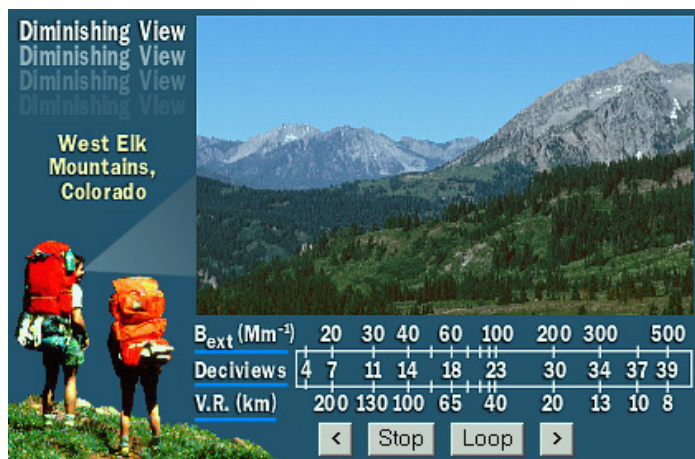 Diminishing View
Diminishing View
Diminishing View
Diminishing View
West Elk
Mountains,
Colorado
Bext (Mm-1) 20 30 40 60 100 200 300 500
Deciviews 4 7 11 14 18 23 30 34 37 39
V.R. (km) 200 130 100 65 40 20 13 10 8
< Stop Loop >